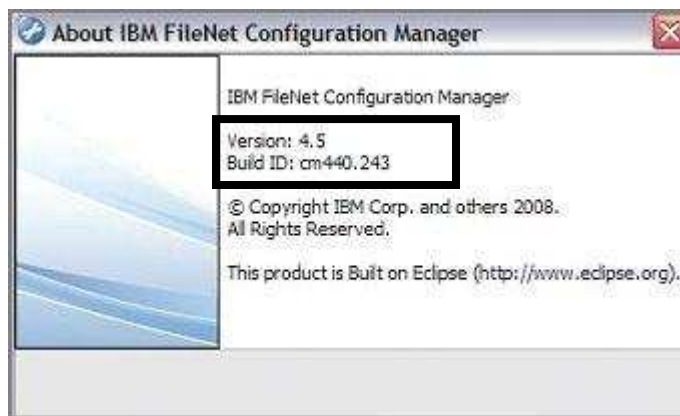 About IBM FileNet Configuration Manager
IBM FileNet Configuration Manager
Version: 4.5
Build ID: cm440.243
© Copyright IBM Corp. and others 2008.
All Rights Reserved.
This product is Built on Eclipse (http://www.eclipse.org).